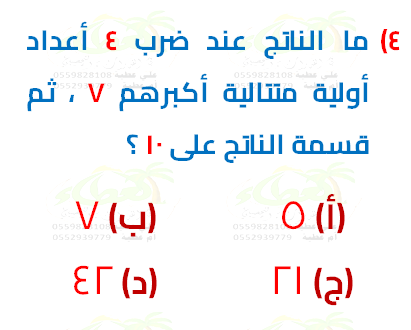 ٤) ما الناتج عند ضرب ٤ أعداد
أولية متتالية أكبرهم ٧ ، ثم
قسمة الناتج على ١٠ ؟
(أ) ٥ (ب) ٧
(ج) ٢١ (د) ٤٢